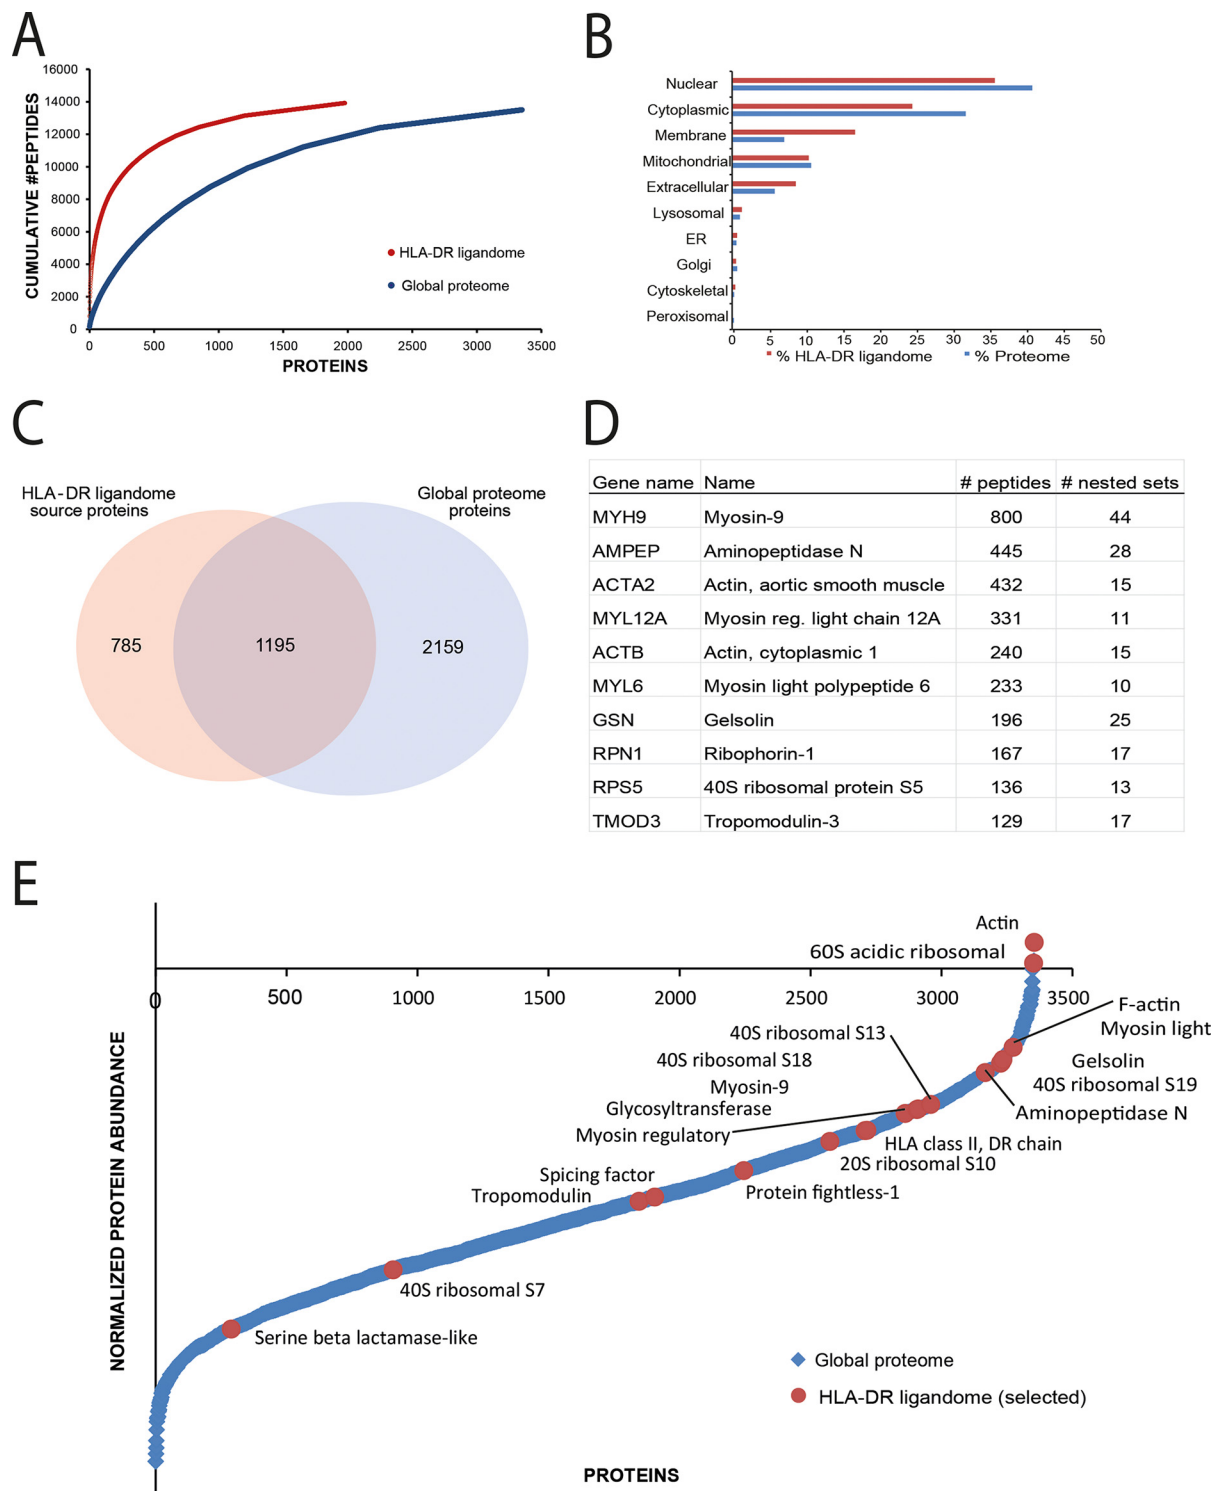 A
16000
14000
12000
10000
8000
6000
4000
2000
0
CUMULATIVE #PEPTIDES
HLA-DR ligandome
Global proteome
0 500 1000 1500 2000 2500 3000 3500
PROTEINS
B
Nuclear
Cytoplasmic
Membrane
Mitochondrial
Extracellular
Lysosomal
ER
Golgi
Cytoskeletal
Peroxisomal
0 5 10 15 20 25 30 35 40 45 50
% HLA-DR ligandome % Proteome
C
HLA-DR ligandome
source proteins
Global proteome
proteins
785 1195 2159
D
Gene name Name # peptides # nested sets
MYH9 Myosin-9 800 44
AMPEP Aminopeptidase N 445 28
ACTA2 Actin, aortic smooth muscle 432 15
MYL12A Myosin reg. light chain 12A 331 11
ACTB Actin, cytoplasmic 1 240 15
MYL6 Myosin light polypeptide 6 233 10
GSN Gelsolin 196 25
RPN1 Ribophorin-1 167 17
RPS5 40S ribosomal protein S5 136 13
TMOD3 Tropomodulin-3 129 17
E
Actin
60S acidic ribosomal
0 500 1000 1500 2000 2500 3000 3500
F-actin
Myosin light
40S ribosomal S13
40S ribosomal S18
Gelsolin
Myosin-9
40S ribosomal S19
Glycosyltransferase
Aminopeptidase N
Myosin regulatory
HLA class II, DR chain
20S ribosomal S10
Spicing factor
Tropomodulin
Protein fightless-1
40S ribosomal S7
Serine beta lactamase-like
NORMALIZED PROTEIN ABUNDANCE
Global proteome
HLA-DR ligandome (selected)
PROTEINS